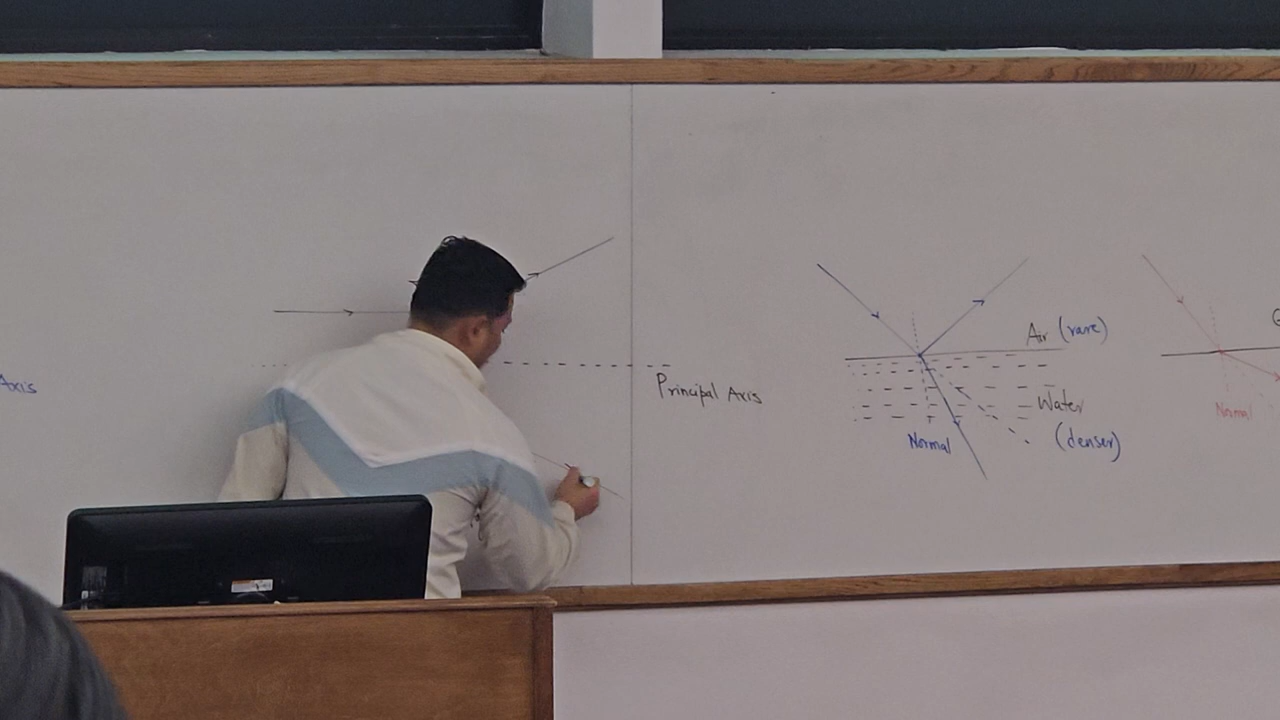 Axis
Principal Axis
Air (rare)
Water
(denser)
Normal
Normal